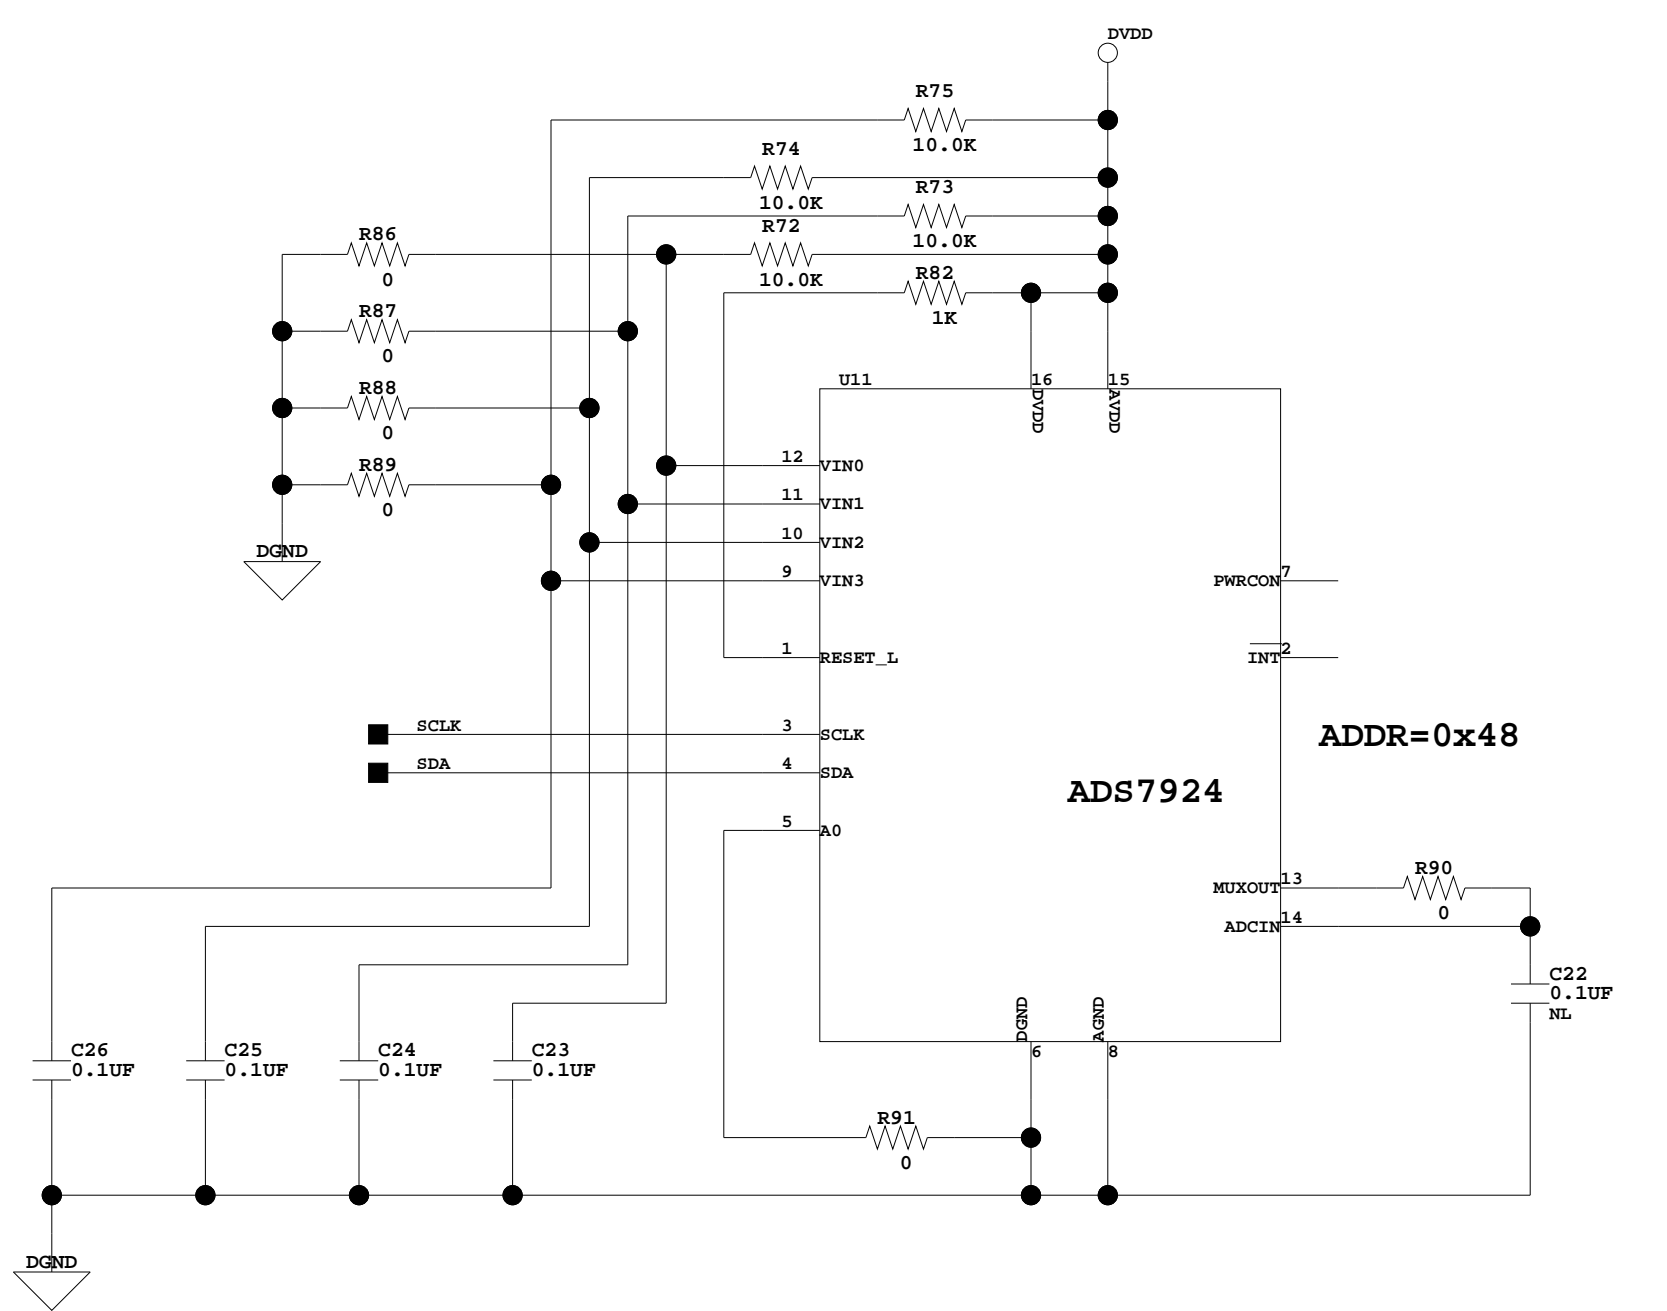 DVDD
R75
10.0K
R74
10.0K
R73
10.0K
R72
10.0K
R86
0
R82
1K
R87
0
R88
0
R89
0
DGND
U11
16
15
DVDD
AVDD
12
VIN0
11
VIN1
10
VIN2
9
VIN3
PWRCON
7
1
RESET_L
INT
2
SCLK
3
SCLK
SDA
4
SDA
ADDR=0x48
ADS7924
5
A0
MUXOUT
13
R90
0
ADCIN
14
C22
0.1UF
NL
DGND
AGND
6
8
C26
0.1UF
C25
0.1UF
C24
0.1UF
C23
0.1UF
R91
0
DGND